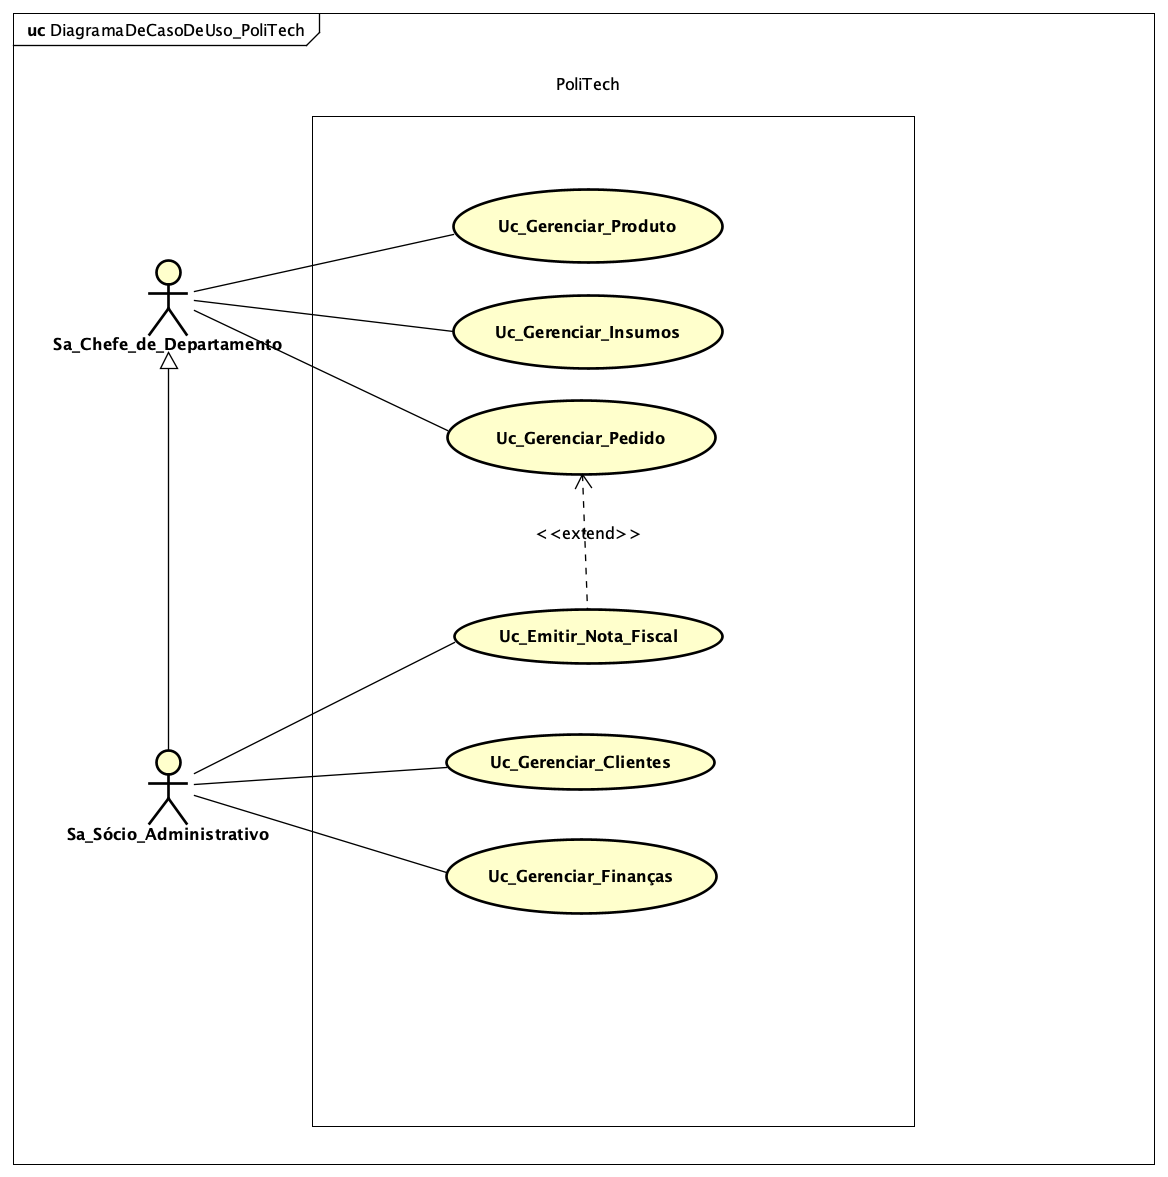 uc DiagramaDeCasoDeUso_PoliTech
PoliTech
Uc_Gerenciar_Produto
Uc_Gerenciar_Insumos
Sa_Chefe_de_Departamento
Uc_Gerenciar_Pedido
<<extend>>
Uc_Emitir_Nota_Fiscal
Uc_Gerenciar_Clientes
Sa_Sócio_Administrativo
Uc_Gerenciar_Finanças